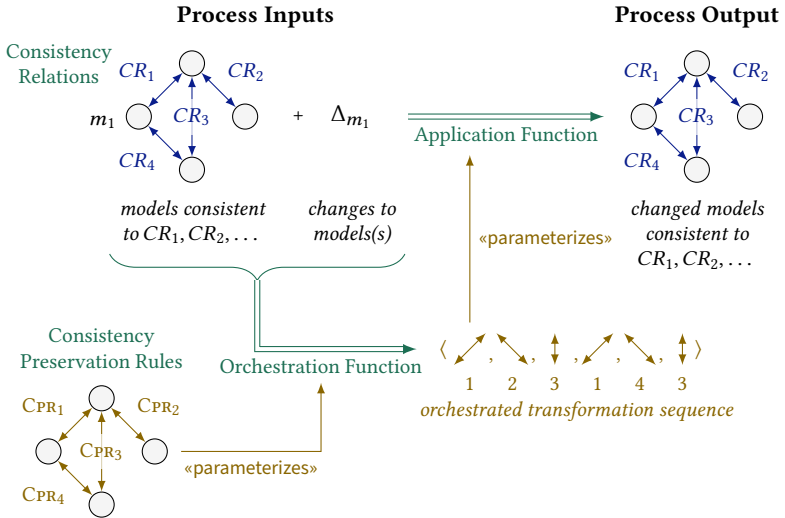 Process Inputs
Process Output
Consistency
Relations
CR₁
CR₂
m₁
CR₃
CR₄
+
Δₘ₁
Application Function
CR₁
CR₂
CR₃
CR₄
models consistent
to CR₁, CR₂, . . .
changes to
models(s)
«parameterizes»
changed models
consistent to
CR₁, CR₂, . . .
Consistency
Preservation Rules
Orchestration Function
⟨ , , , , , ⟩
1 2 3 1 4 3
orchestrated transformation sequence
CPR₁
CPR₂
CPR₃
CPR₄
«parameterizes»